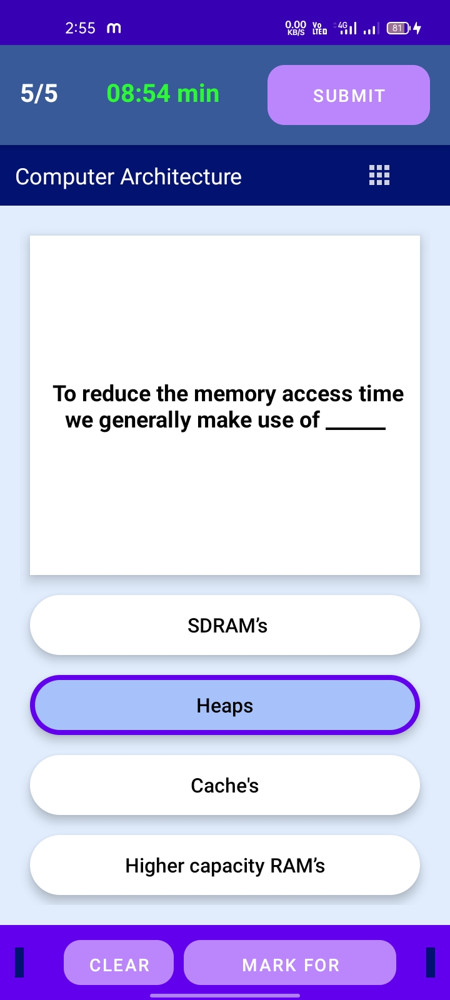 2:55 m 0.00 KB/S Vo LTED 4G 81
5/5 08:54 min SUBMIT
Computer Architecture
To reduce the memory access time
we generally make use of ______
SDRAM’s
Heaps
Cache's
Higher capacity RAM’s
CLEAR MARK FOR